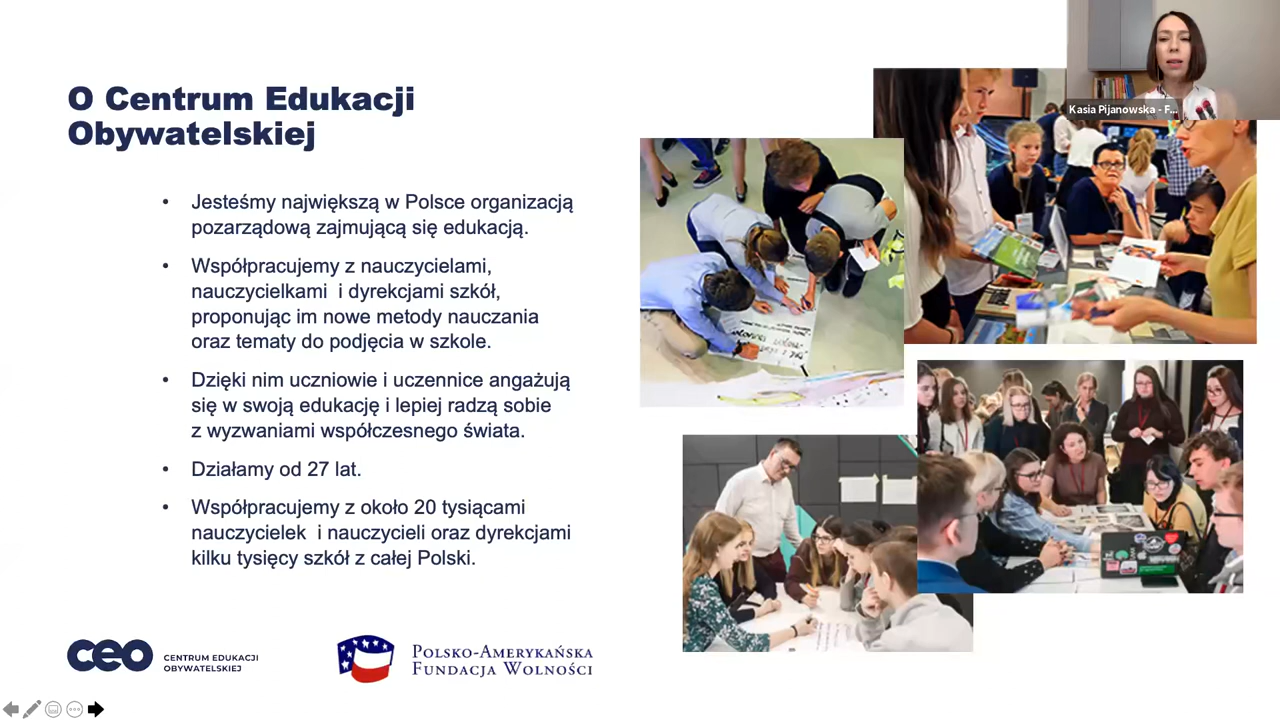 O Centrum Edukacji
Obywatelskiej
• Jesteśmy największą w Polsce organizacją
pozarządową zajmującą się edukacją.
• Współpracujemy z nauczycielami,
nauczycielkami i dyrekcjami szkół,
proponując im nowe metody nauczania
oraz tematy do podjęcia w szkole.
• Dzięki nim uczniowie i uczennice angażują
się w swoją edukację i lepiej radzą sobie
z wyzwaniami współczesnego świata.
• Działamy od 27 lat.
• Współpracujemy z około 20 tysiącami
nauczycielek i nauczycieli oraz dyrekcjami
kilku tysięcy szkół z całej Polski.
Kasia Pijanowska - F...
ceo
CENTRUM EDUKACJI
OBYWATELSKIEJ
POLSKO-AMERYKAŃSKA
FUNDACJA WOLNOŚCI